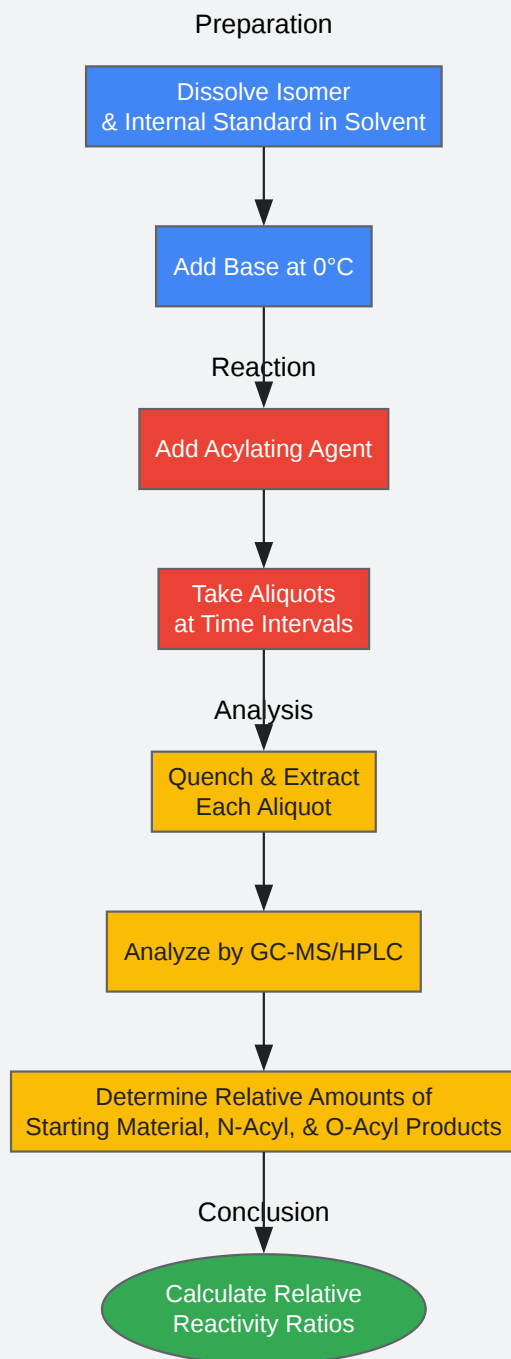 Preparation
Dissolve Isomer
& Internal Standard in Solvent
Add Base at 0°C
Reaction
Add Acylating Agent
Take Aliquots
at Time Intervals
Analysis
Quench & Extract
Each Aliquot
Analyze by GC-MS/HPLC
Determine Relative Amounts of
Starting Material, N-Acyl, & O-Acyl Products
Conclusion
Calculate Relative
Reactivity Ratios